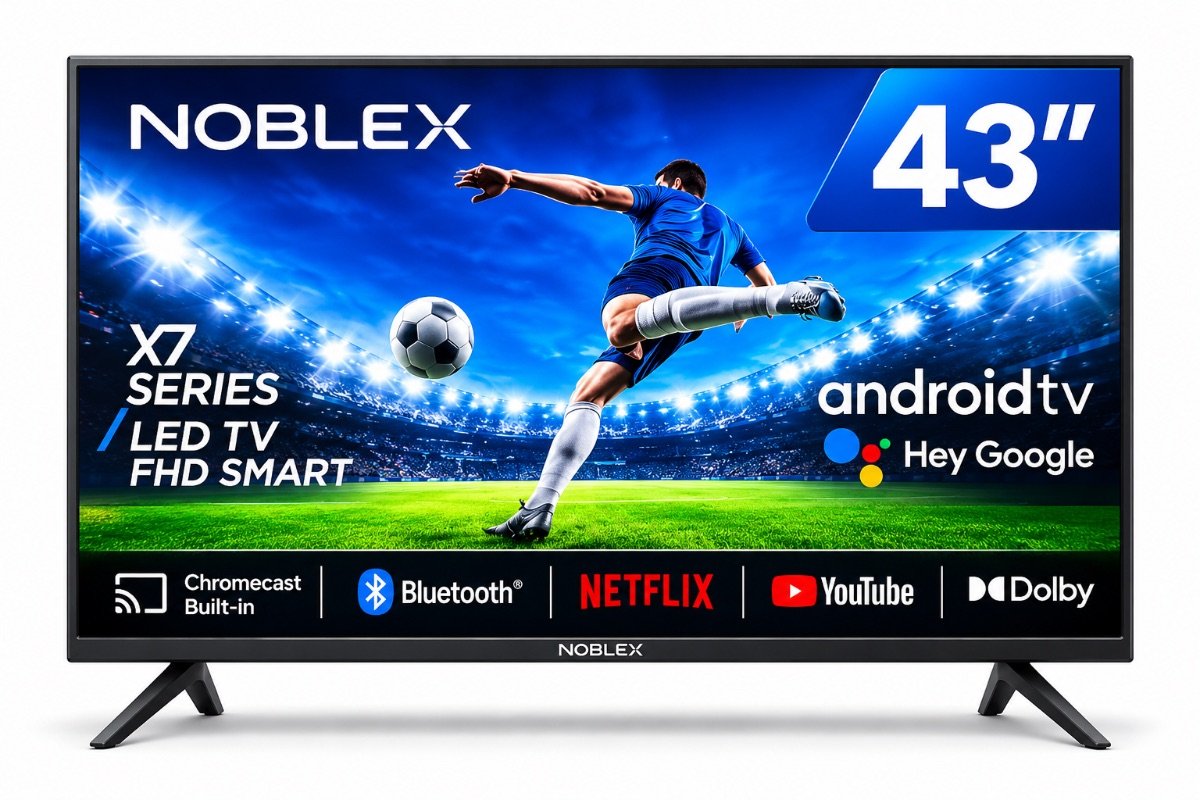 NOBLEX
43"
X7
SERIES
LED TV
FHD SMART
androidtv
Hey Google
Chromecast
Built-in
Bluetooth®
NETFLIX
YouTube
Dolby
NOBLEX